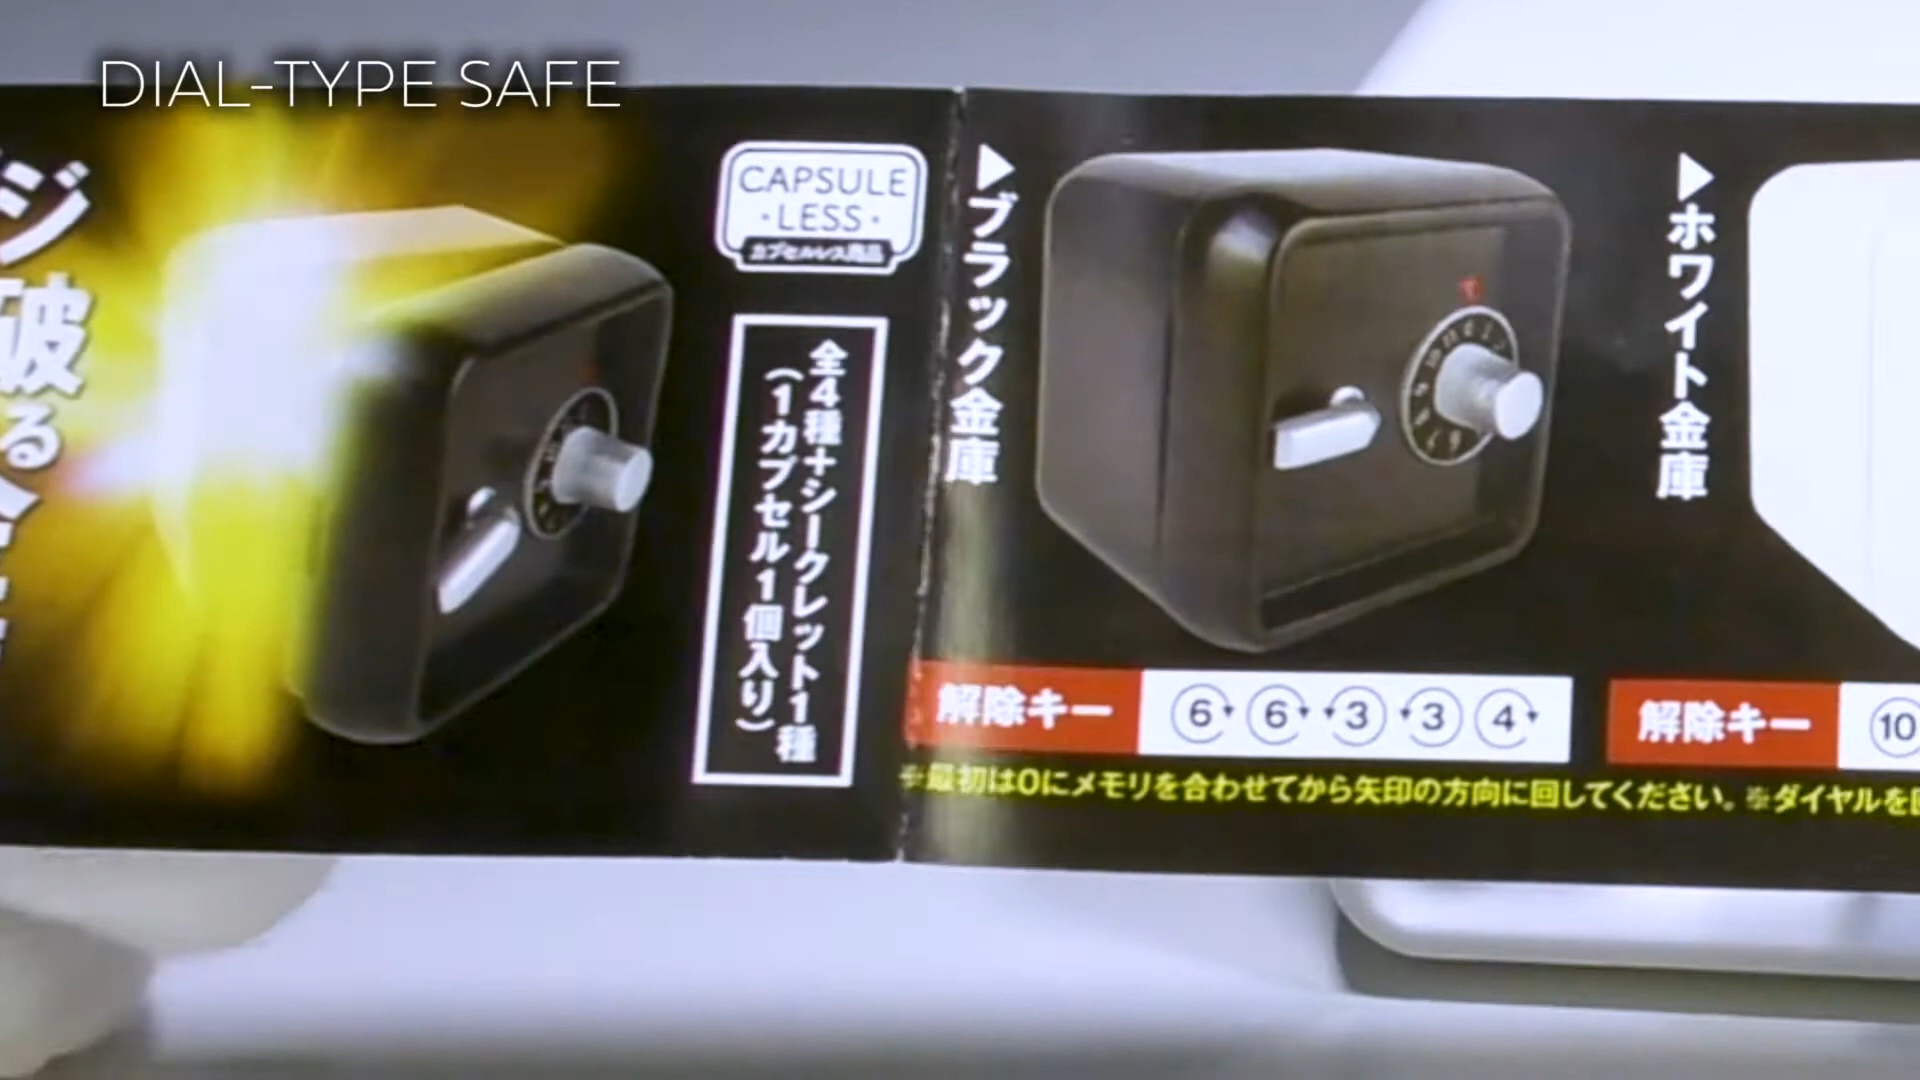 DIAL-TYPE SAFE
ジ
破る
CAPSULE
・LESS・
カプセルレス商品
全4種+シークレット1種
(1カプセル1個入り)
▶ブラック金庫
▶ホワイト金庫
解除キー 6 6 3 3 4
解除キー 10
※最初は0にメモリを合わせてから矢印の方向に回してください。※ダイヤルを